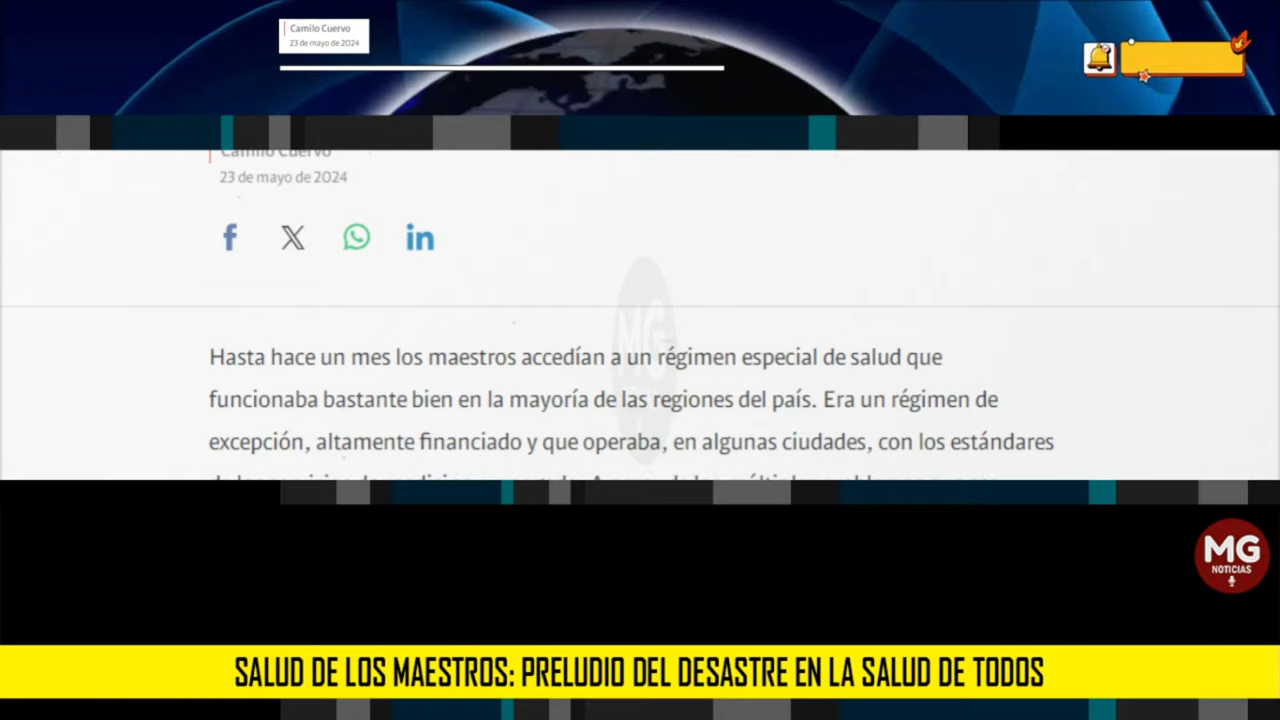 Camilo Cuervo
23 de mayo de 2024
Camilo Cuervo
23 de mayo de 2024
Hasta hace un mes los maestros accedían a un régimen especial de salud que
funcionaba bastante bien en la mayoría de las regiones del país. Era un régimen de
excepción, altamente financiado y que operaba, en algunas ciudades, con los estándares
MG
MG
NOTICIAS
SALUD DE LOS MAESTROS: PRELUDIO DEL DESASTRE EN LA SALUD DE TODOS